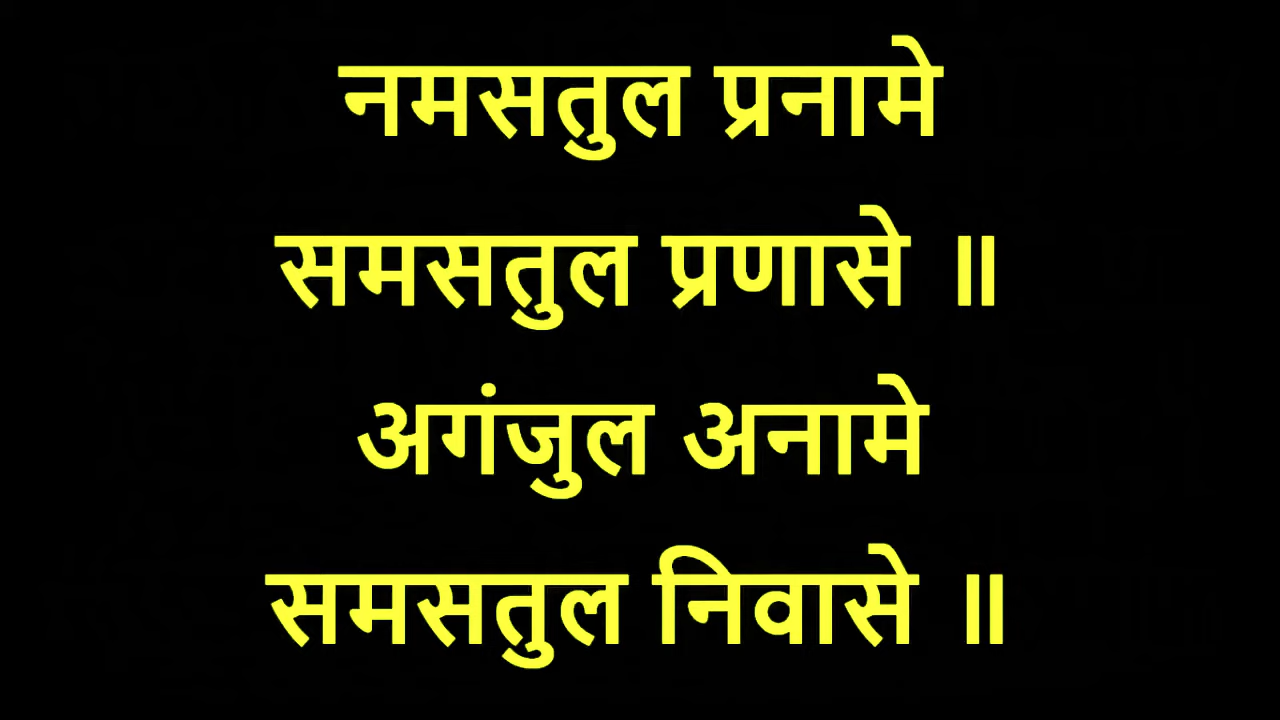 नमसतुल प्रनामे
समसतुल प्रणासे ॥
अगंजुल अनामे
समसतुल निवासे ॥